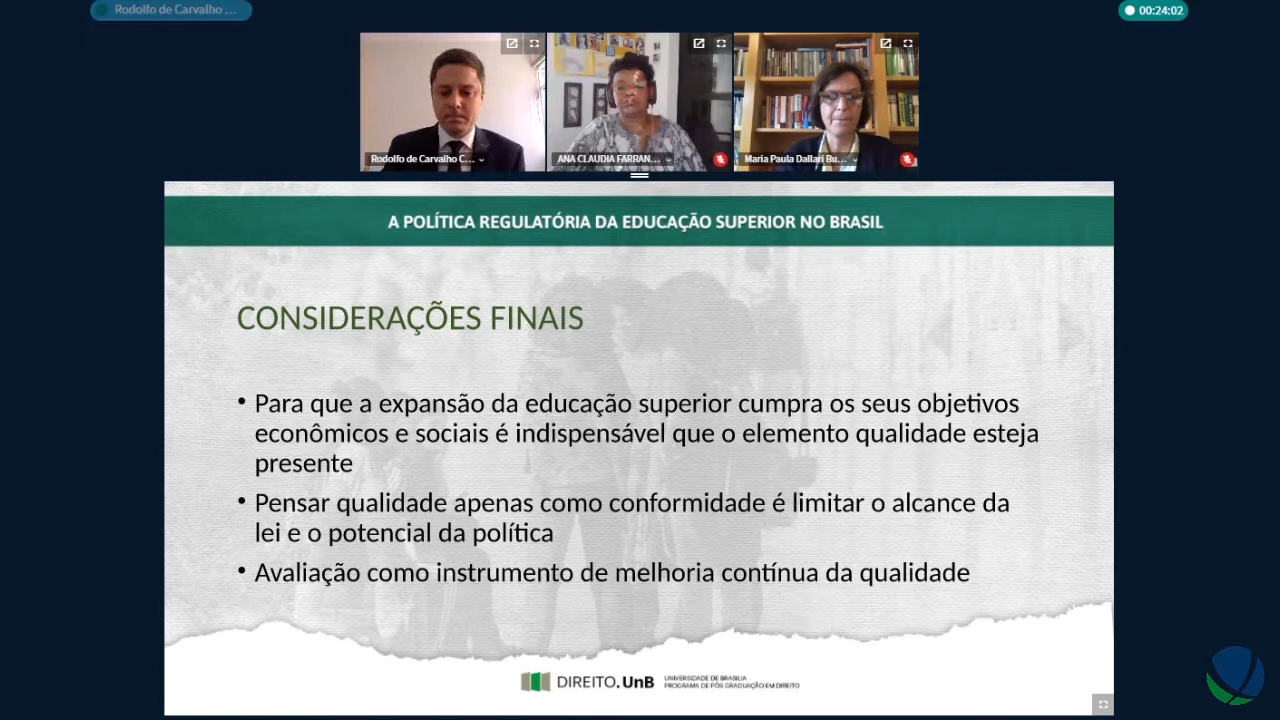 Rodolfo de Carvalho ...
00:24:02
Rodolfo de Carvalho C...
ANA CLAUDIA FARRAN...
Maria Paula Dallari Bu...
A POLÍTICA REGULATÓRIA DA EDUCAÇÃO SUPERIOR NO BRASIL
CONSIDERAÇÕES FINAIS
• Para que a expansão da educação superior cumpra os seus objetivos
econômicos e sociais é indispensável que o elemento qualidade esteja
presente
• Pensar qualidade apenas como conformidade é limitar o alcance da
lei e o potencial da política
• Avaliação como instrumento de melhoria contínua da qualidade
DIREITO.UnB
UNIVERSIDADE DE BRASILIA
PROGRAMA DE PÓS GRADUAÇÃO EM DIREITO